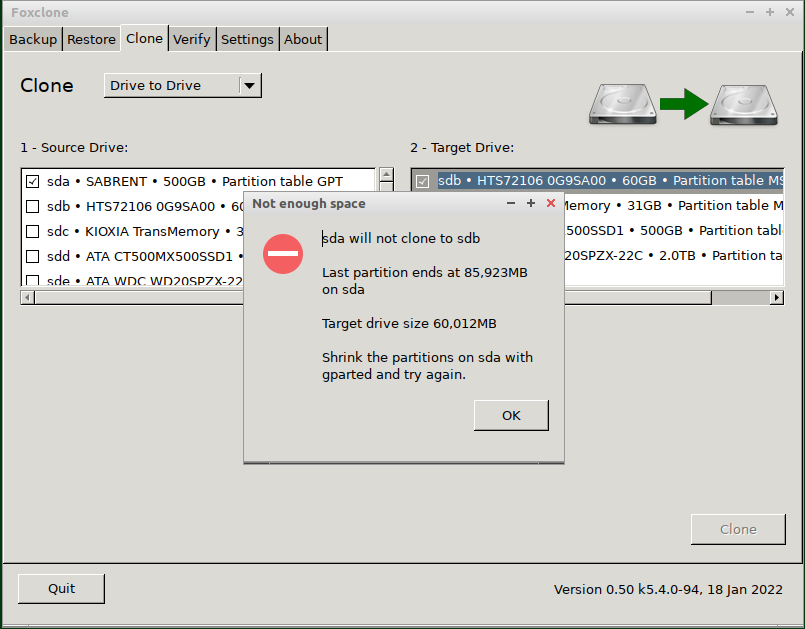 Foxclone
Backup Restore Clone Verify Settings About
Clone Drive to Drive
1 - Source Drive: 2 - Target Drive:
sda • SABRENT • 500GB • Partition table GPT
sdb • HTS72106 0G9SA00 • 60GB • Partition table MS
sdb • HTS72106 0G9SA00 • 60
Memory • 31GB • Partition table M
sdc • KIOXIA TransMemory • 3
500SSD1 • 500GB • Partition tabl
sdd • ATA CT500MX500SSD1 •
20SPZX-22C • 2.0TB • Partition ta
sde • ATA WDC WD20SPZX-22
Not enough space
sda will not clone to sdb
Last partition ends at 85,923MB
on sda
Target drive size 60,012MB
Shrink the partitions on sda with
gparted and try again.
OK
Clone
Quit
Version 0.50 k5.4.0-94, 18 Jan 2022